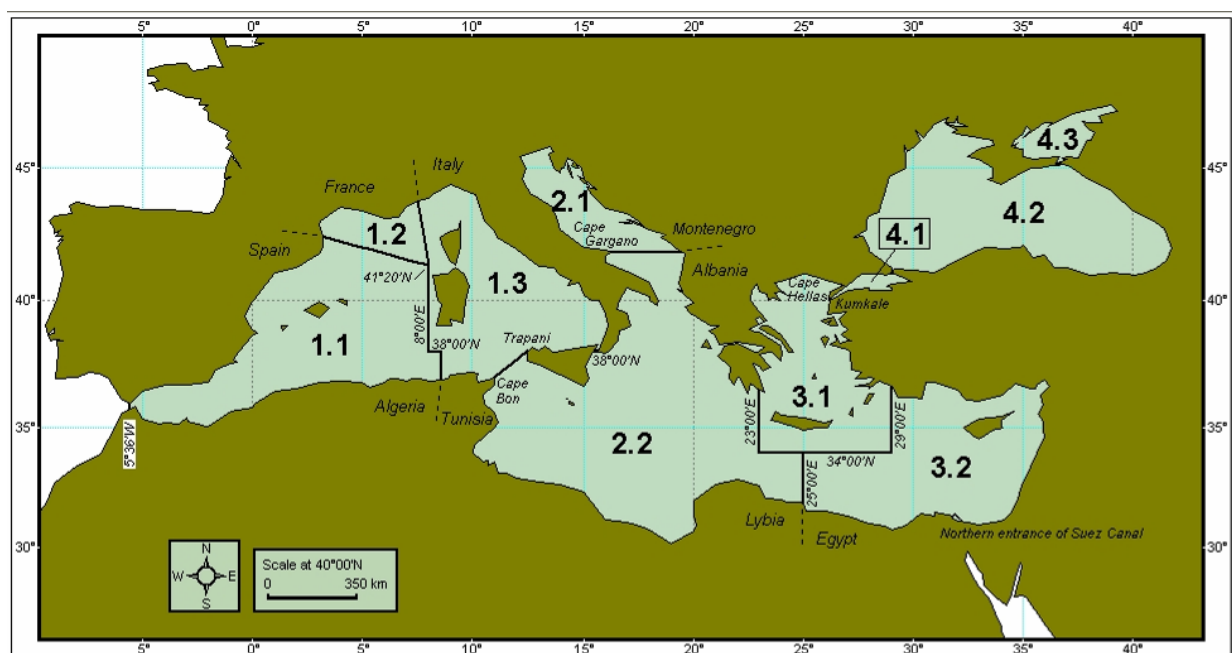 5° 0° 5° 10° 15° 20° 25° 30° 35° 40°
45° 45°
40° 40°
35° 35°
30° 30°
4.3
Italy
France
2.1
4.2
1.2
Cape
Gargano
Montenegro
4.1
Spain
41°20'N
Albania
1.3
Cape
Hellas
Kumkale
8°00'E
1.1
Trapani
38°00'N
38°00'N
Cape
Bon
3.1
Algeria
Tunisia
5°36'W
23°00'E
29°00'E
2.2
34°00'N
3.2
25°00'E
Lybia
Egypt
Northern entrance of Suez Canal
N
W E
S
Scale at 40°00'N
0 350 km
5° 0° 5° 10° 15° 20° 25° 30° 35° 40°